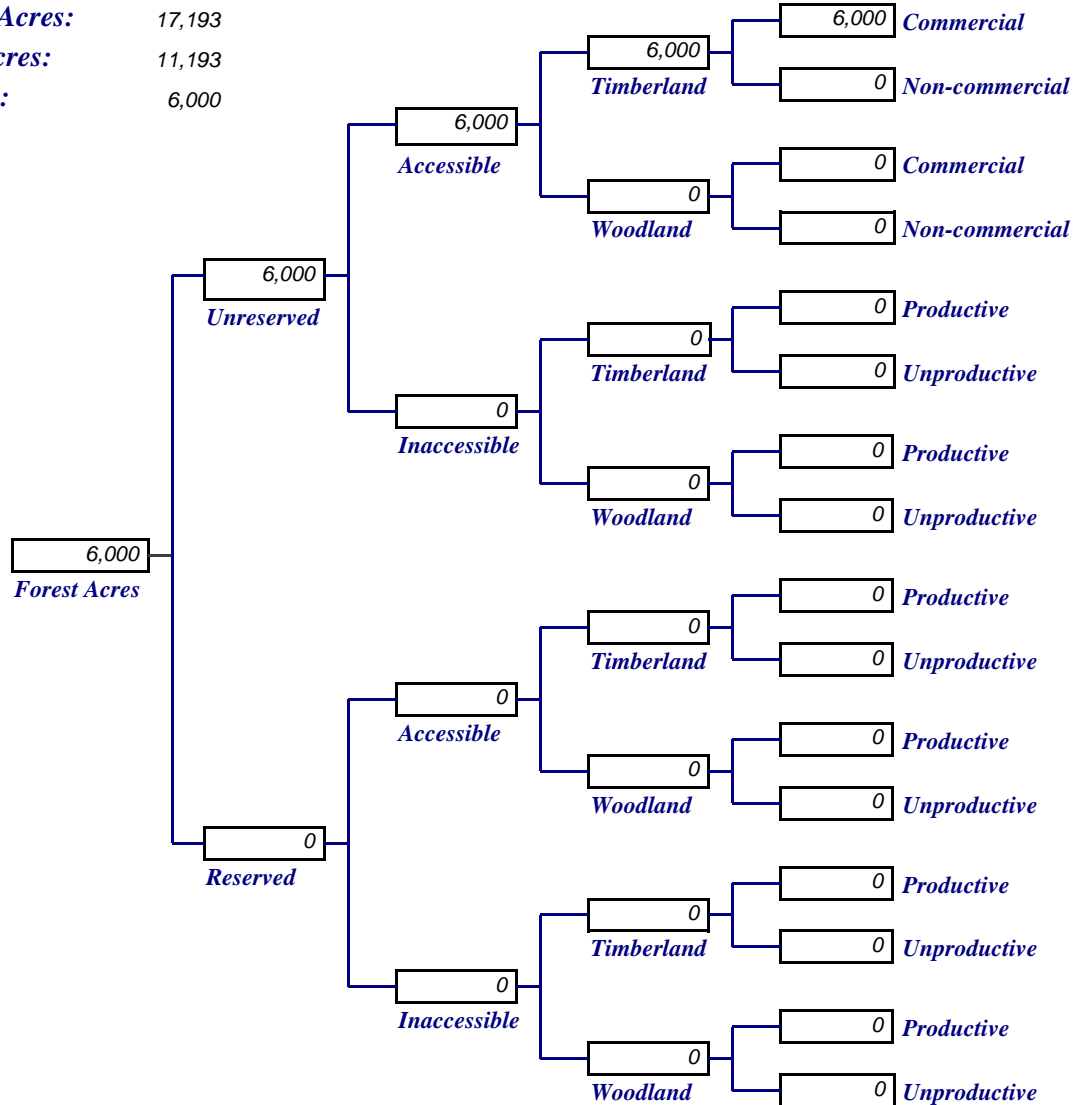 Acres: 17,193
cres: 11,193
: 6,000
6,000 Commercial
6,000
Timberland
0 Non-commercial
6,000
Accessible
0 Commercial
0
Woodland
0 Non-commercial
6,000
Unreserved
0 Productive
0
Timberland
0 Unproductive
0
Inaccessible
0 Productive
0
Woodland
0 Unproductive
6,000
Forest Acres
0 Productive
0
Timberland
0 Unproductive
0
Accessible
0 Productive
0
Woodland
0 Unproductive
0
Reserved
0 Productive
0
Timberland
0 Unproductive
0
Inaccessible
0 Productive
0
Woodland
0 Unproductive